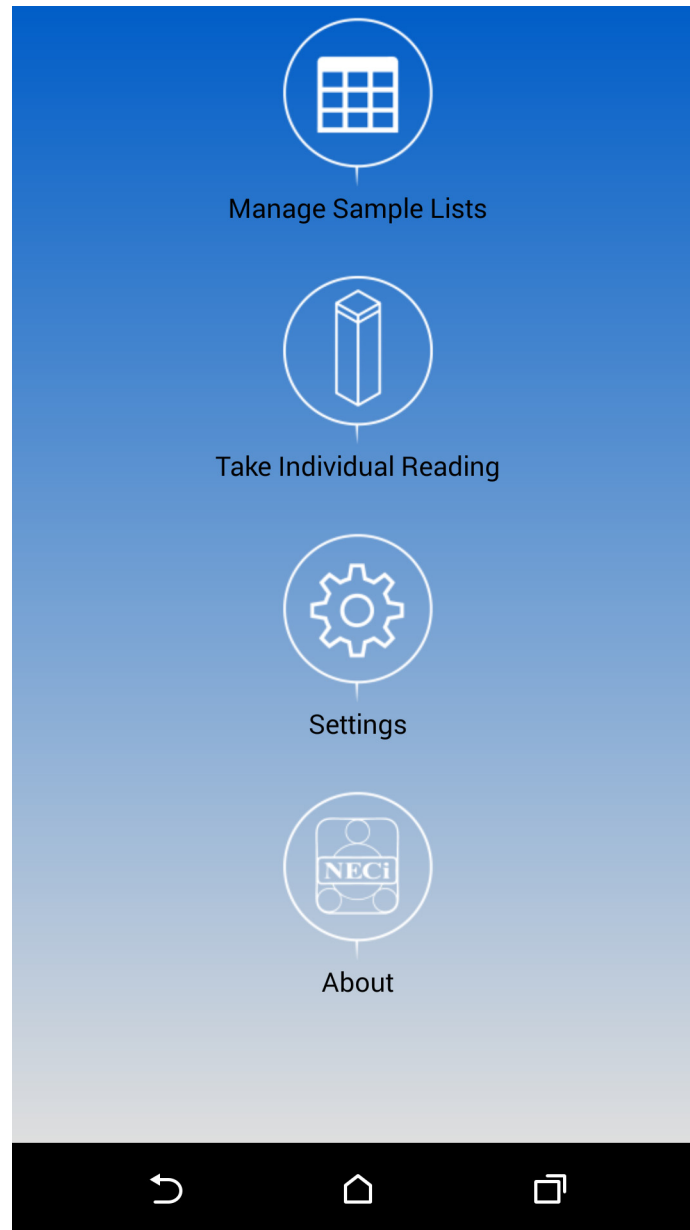 Manage Sample Lists
Take Individual Reading
Settings
NECi
About